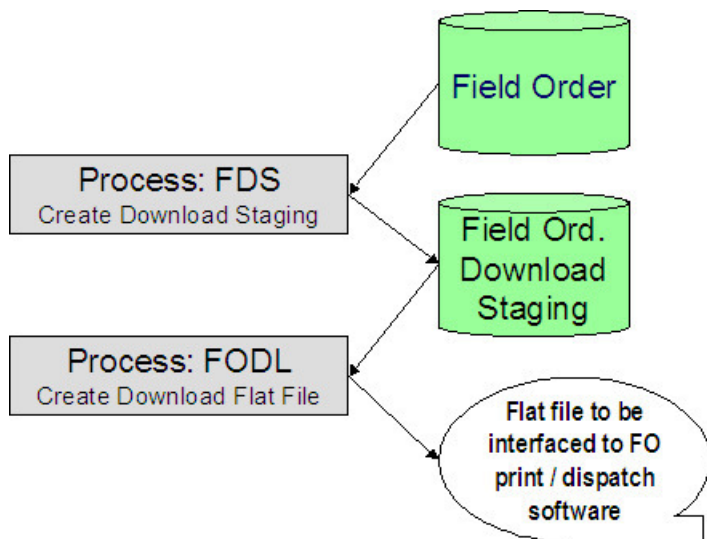 Field Order
Process: FDS
Create Download Staging
Field Ord.
Download
Staging
Process: FODL
Create Download Flat File
Flat file to be
interfaced to FO
print / dispatch
software